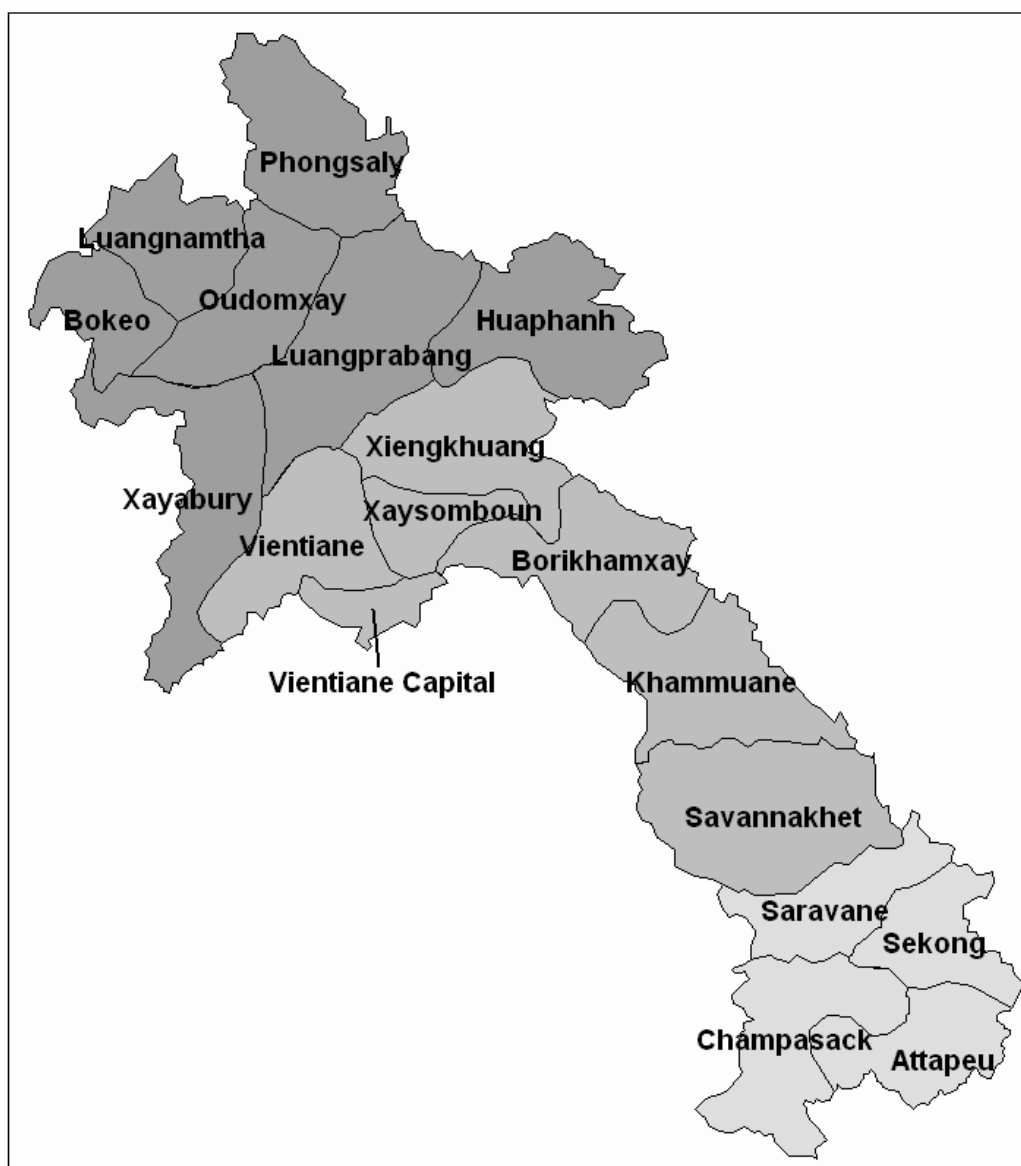 Phongsaly
Luangnamtha
Oudomxay
Bokeo
Huaphanh
Luangprabang
Xiengkhuang
Xayabury
Xaysomboun
Vientiane
Borikhamxay
Vientiane Capital
Khammuane
Savannakhet
Saravane
Sekong
Champasack
Attapeu